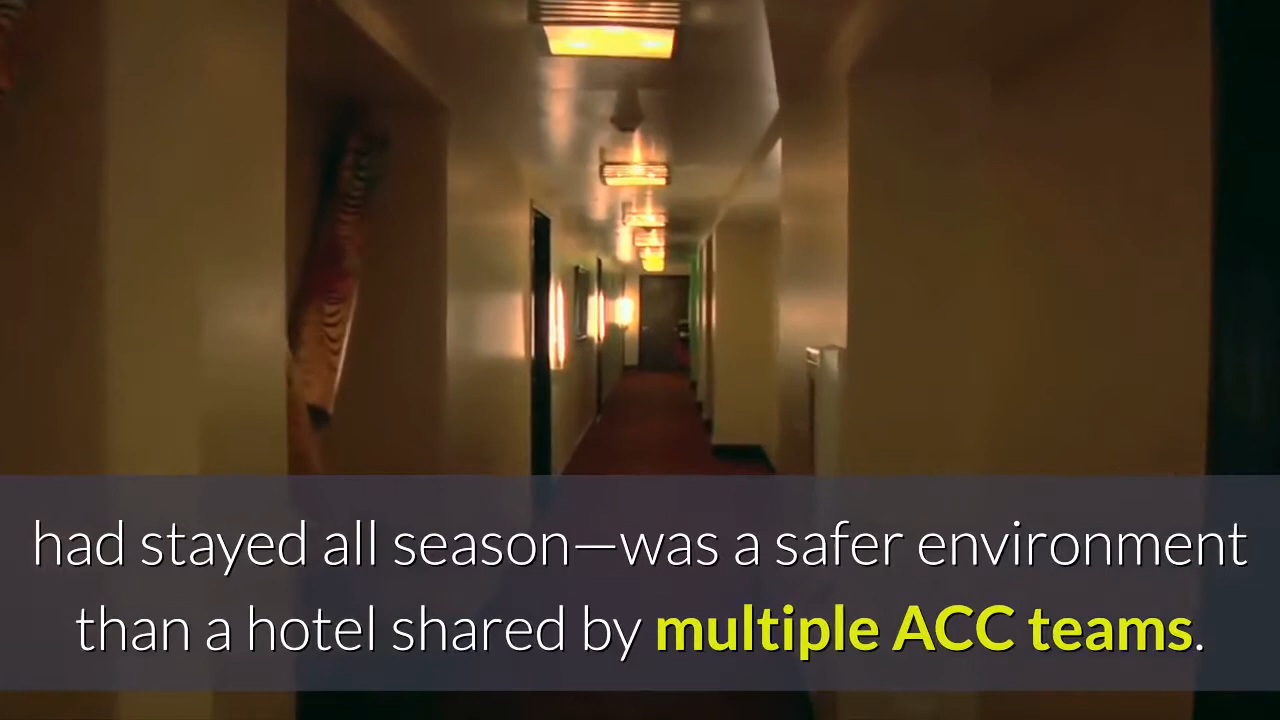 had stayed all season—was a safer environment
than a hotel shared by multiple ACC teams.